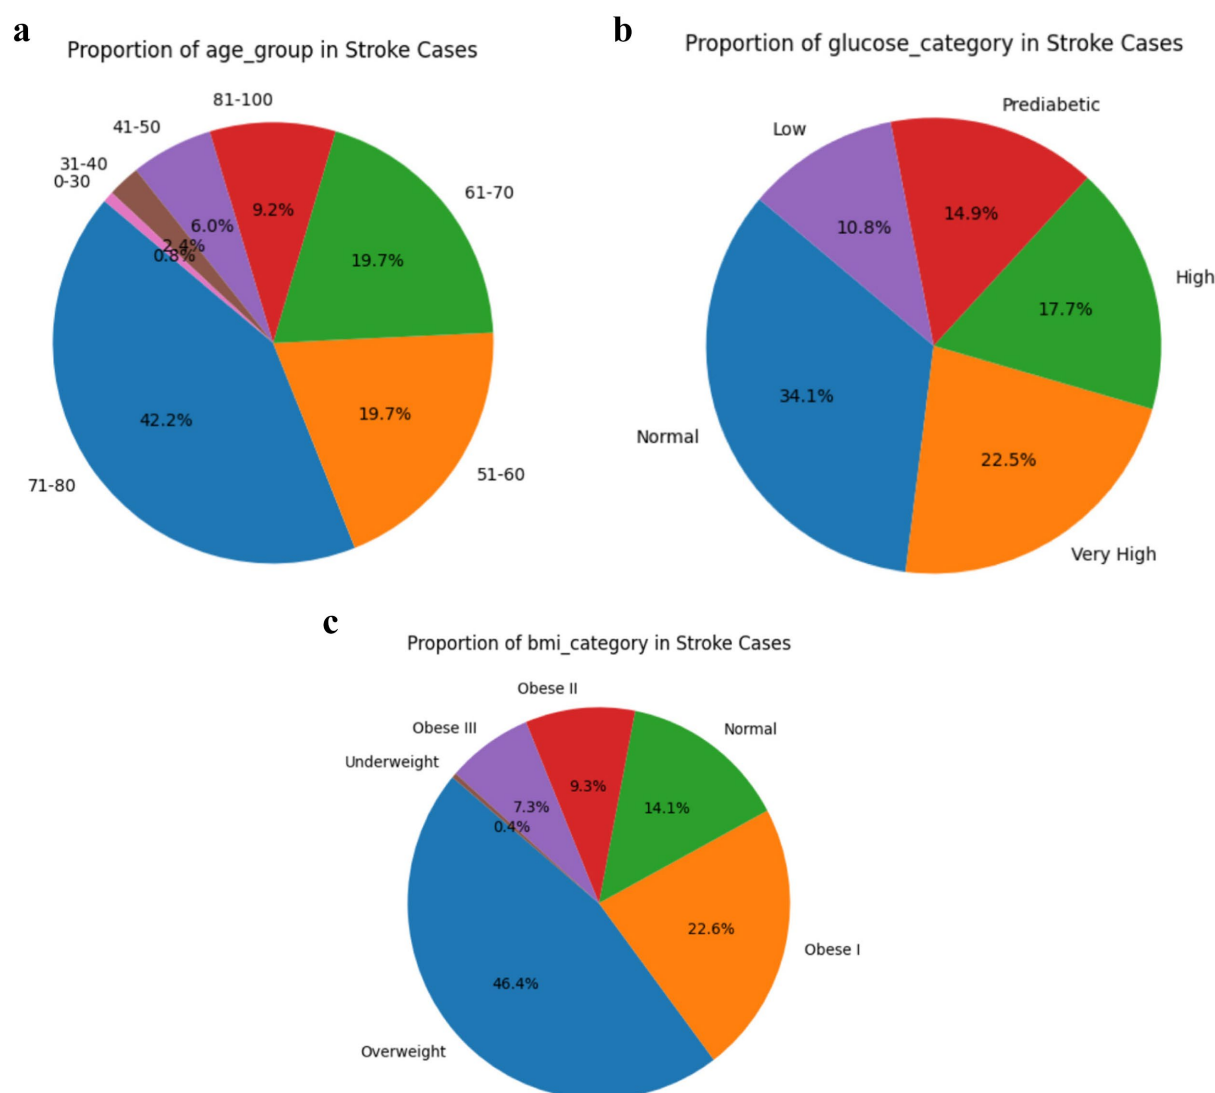 a
Proportion of age_group in Stroke Cases
81-100
41-50
31-40
0-30
61-70
9.2%
6.0%
2.4%
0.8%
19.7%
42.2%
19.7%
51-60
71-80
b
Proportion of glucose_category in Stroke Cases
Prediabetic
Low
14.9%
10.8%
High
17.7%
34.1%
Normal
22.5%
Very High
c
Proportion of bmi_category in Stroke Cases
Obese II
Obese III
Normal
Underweight
9.3%
7.3%
14.1%
0.4%
22.6%
Obese I
46.4%
Overweight